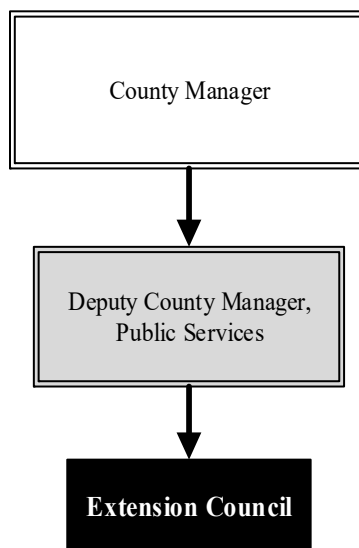 County Manager
Deputy County Manager,
Public Services
Extension Council